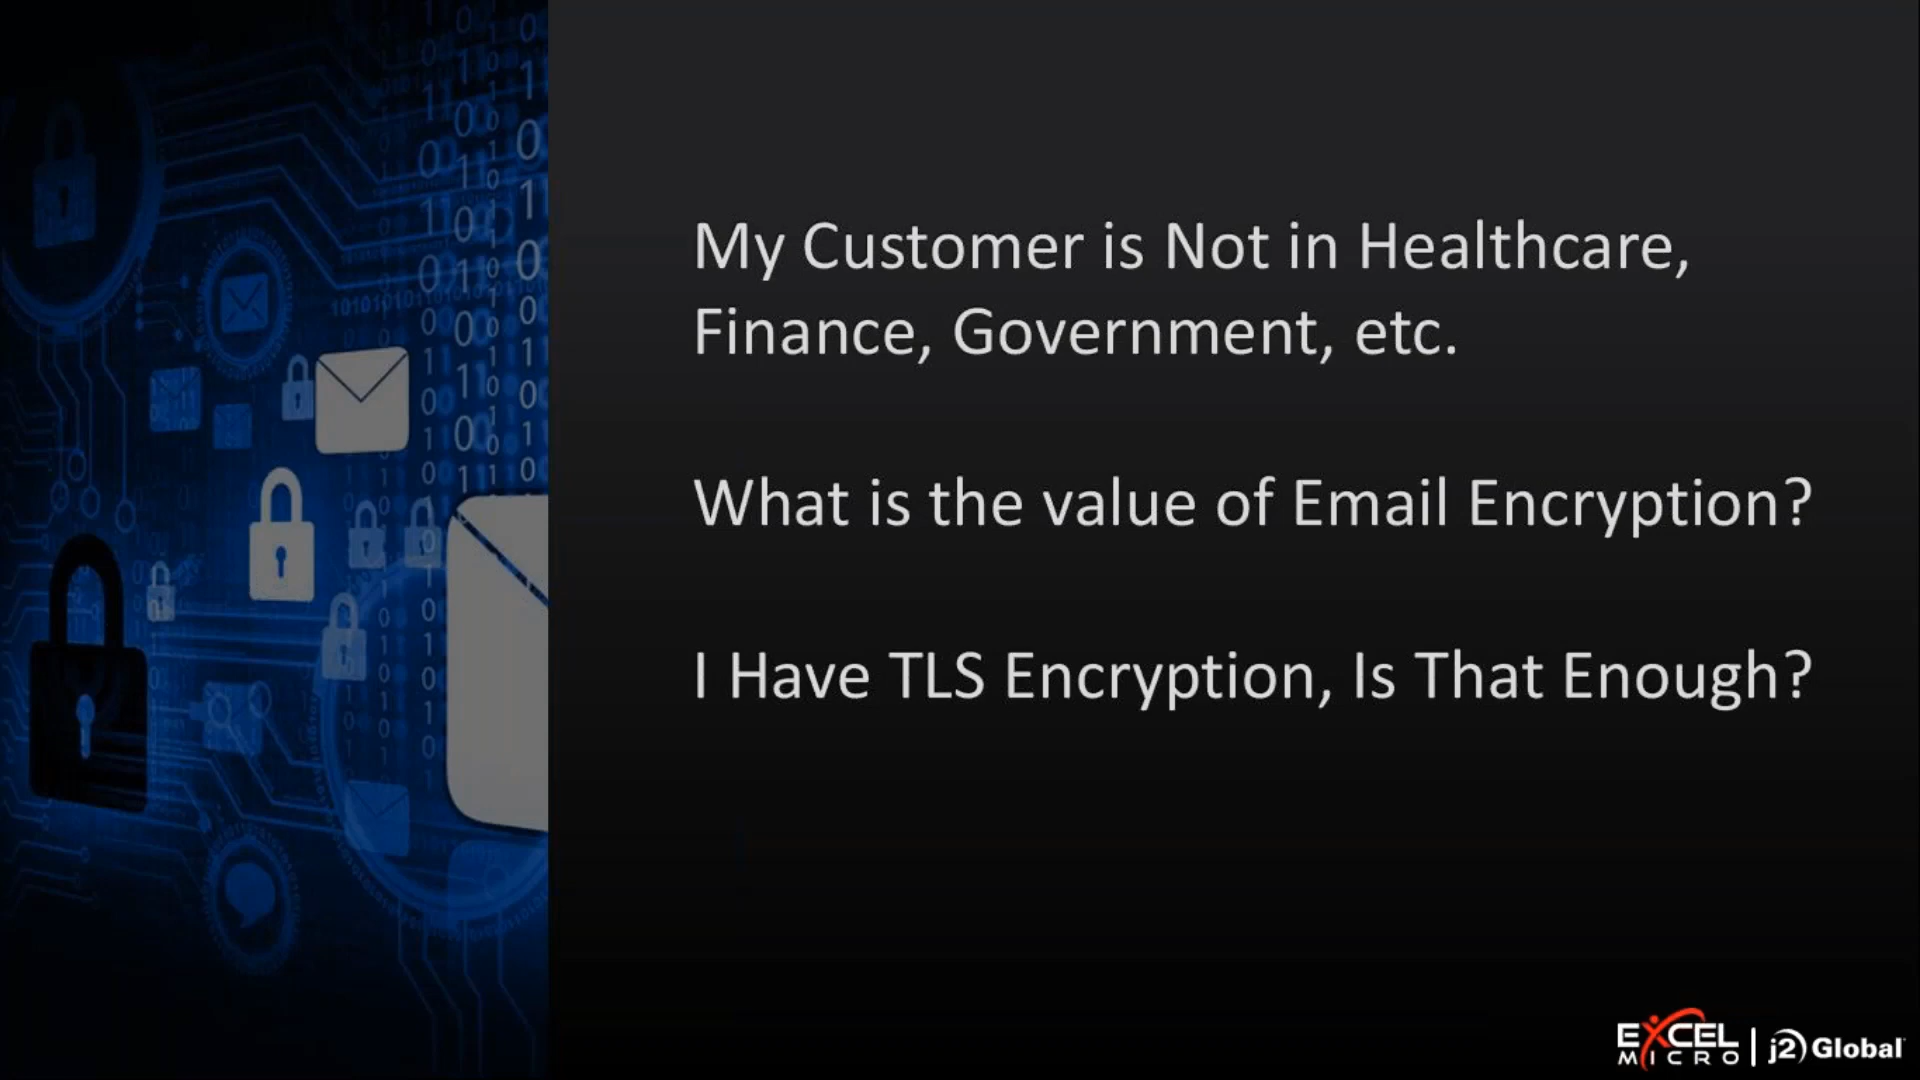 My Customer is Not in Healthcare,
Finance, Government, etc.
What is the value of Email Encryption?
I Have TLS Encryption, Is That Enough?
EXCEL
MICRO
j2 Global